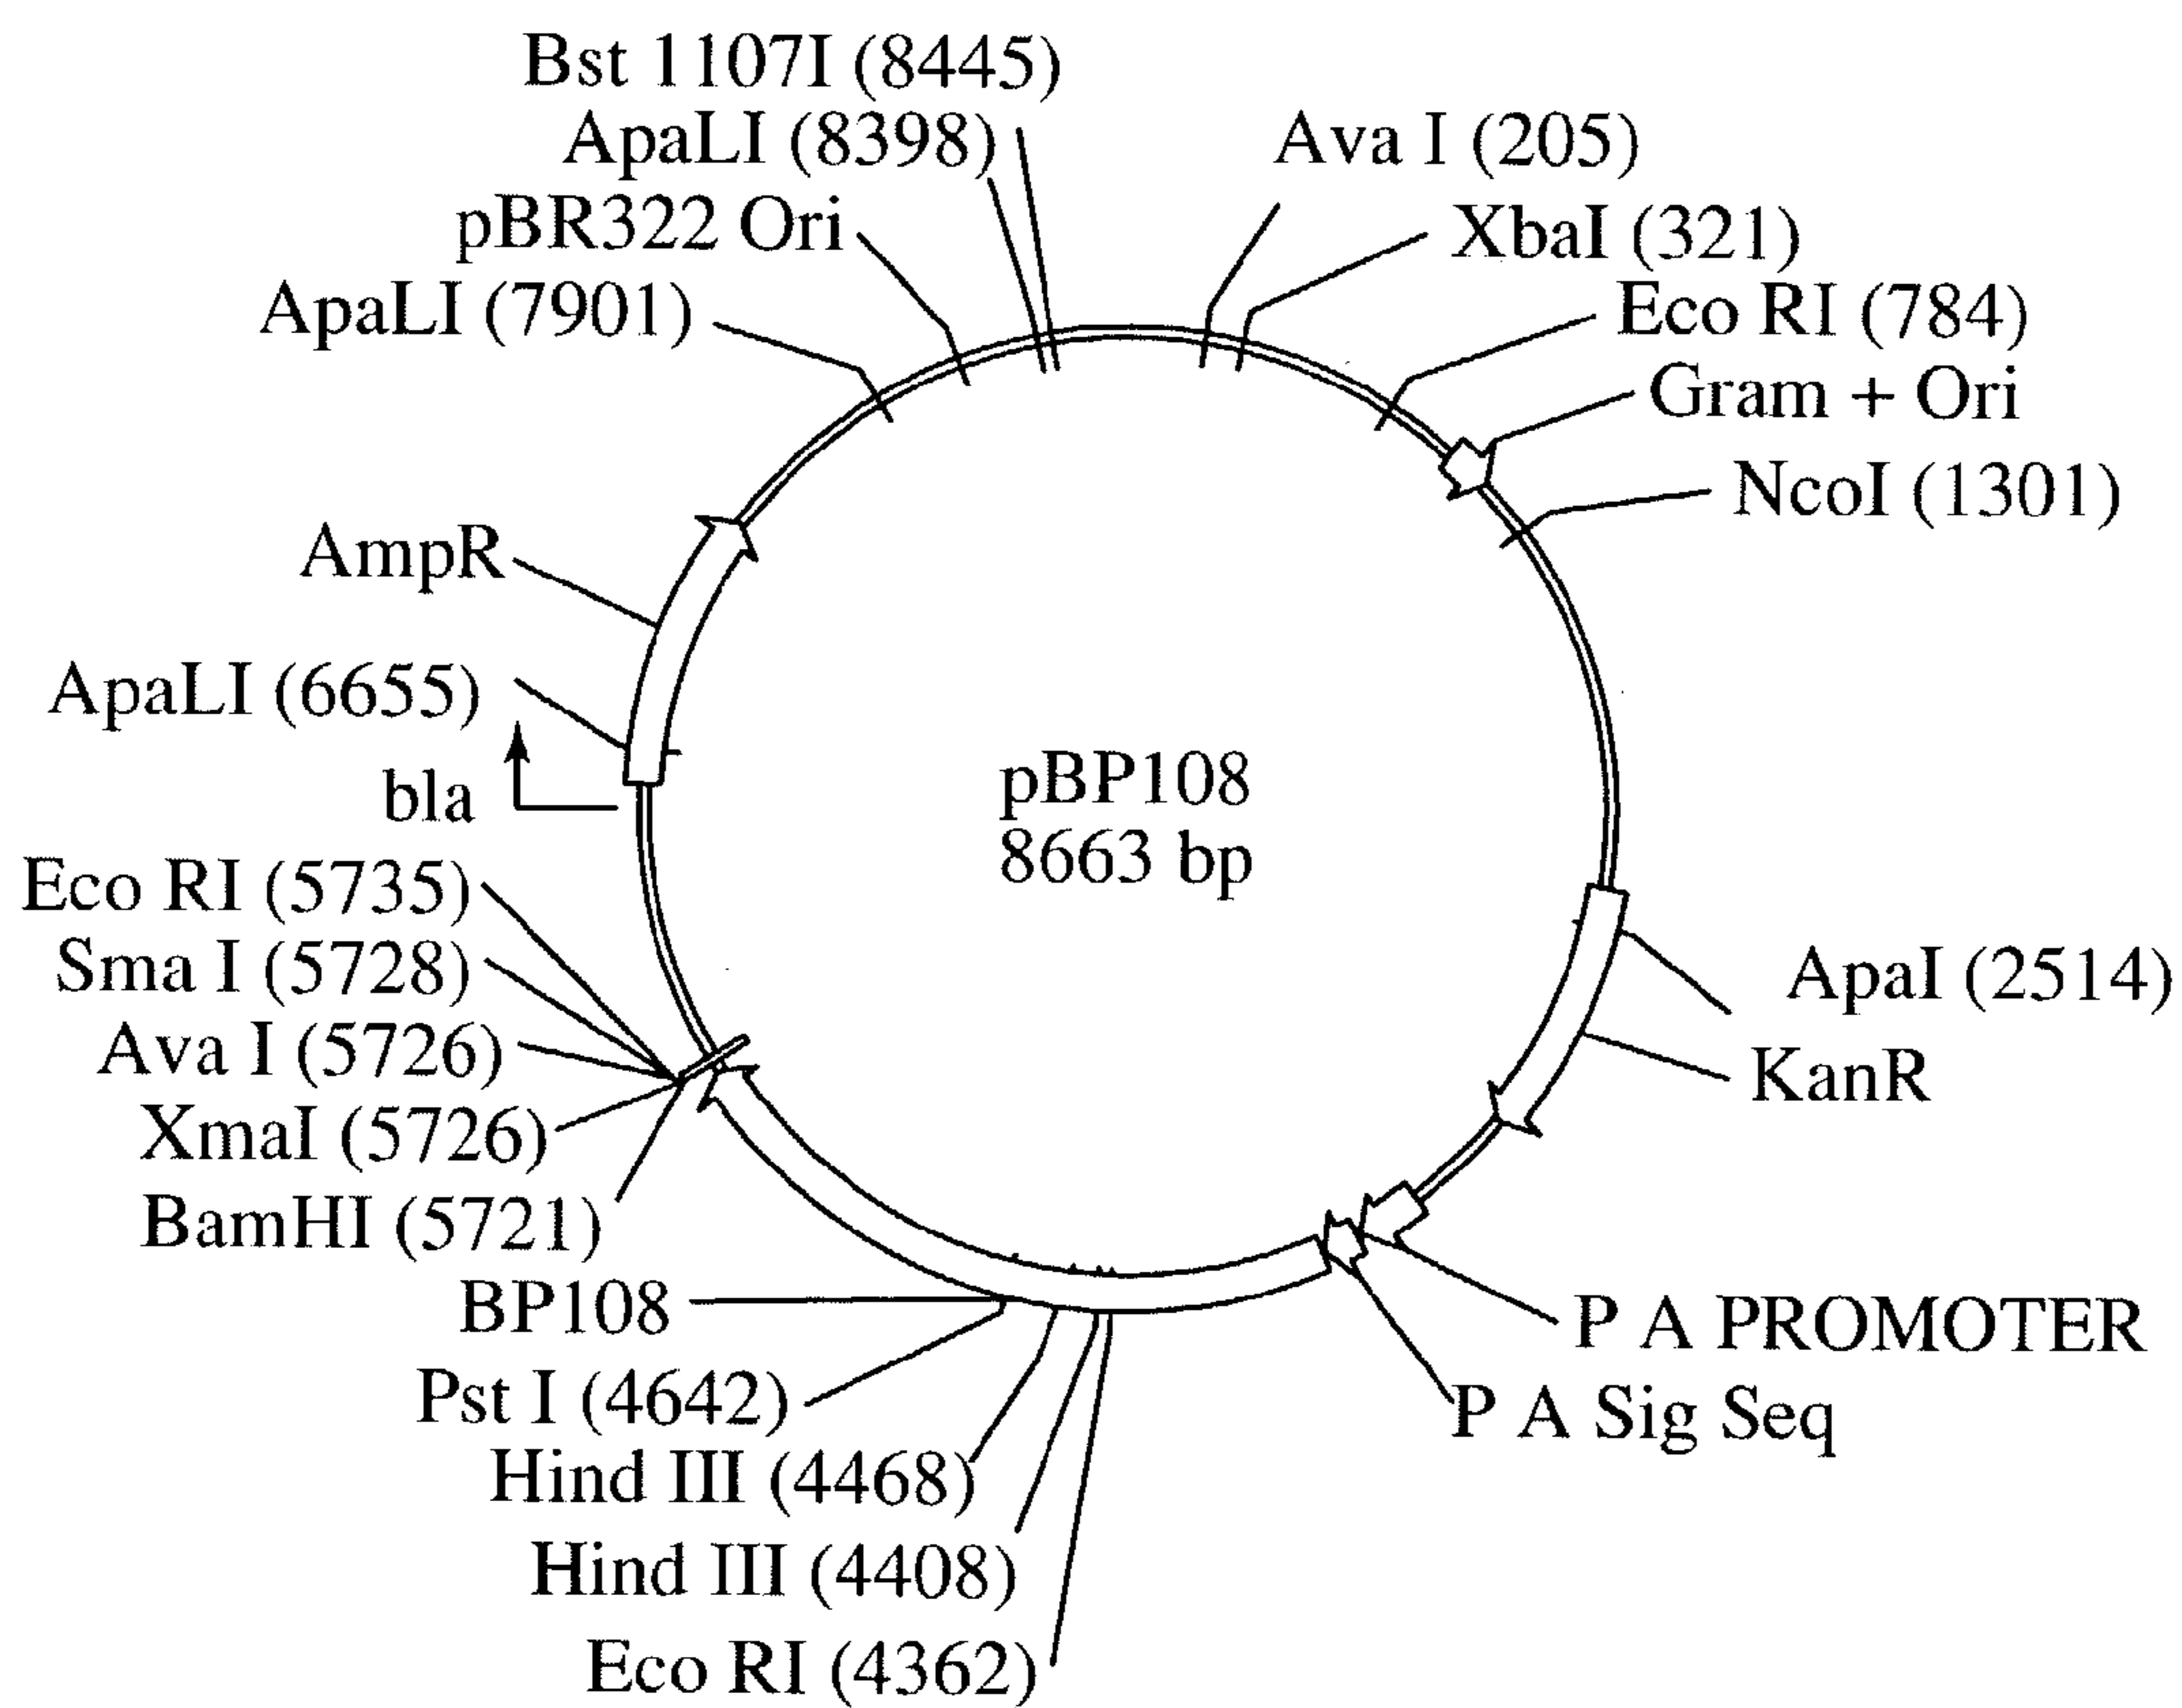 Bst 1107I (8445)
ApaLI (8398)
pBR322 Ori
ApaLI (7901)
AmpR
ApaLI (6655)
bla
Eco RI (5735)
Sma I (5728)
Ava I (5726)
XmaI (5726)
BamHI (5721)
BP108
Pst I (4642)
Hind III (4468)
Hind III (4408)
Eco RI (4362)
Ava I (205)
XbaI (321)
Eco RI (784)
Gram + Ori
NcoI (1301)
pBP108
8663 bp
ApaI (2514)
KanR
P A PROMOTER
P A Sig Seq